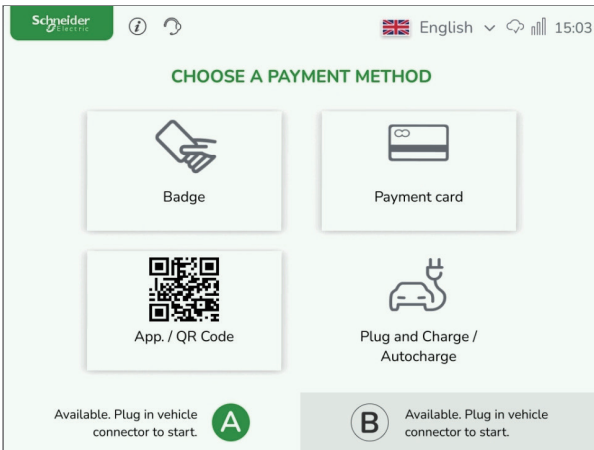 Schneider
Electric
English
15:03
CHOOSE A PAYMENT METHOD
Badge
Payment card
App. / QR Code
Plug and Charge /
Autocharge
Available. Plug in vehicle
connector to start.
A
B
Available. Plug in vehicle
connector to start.